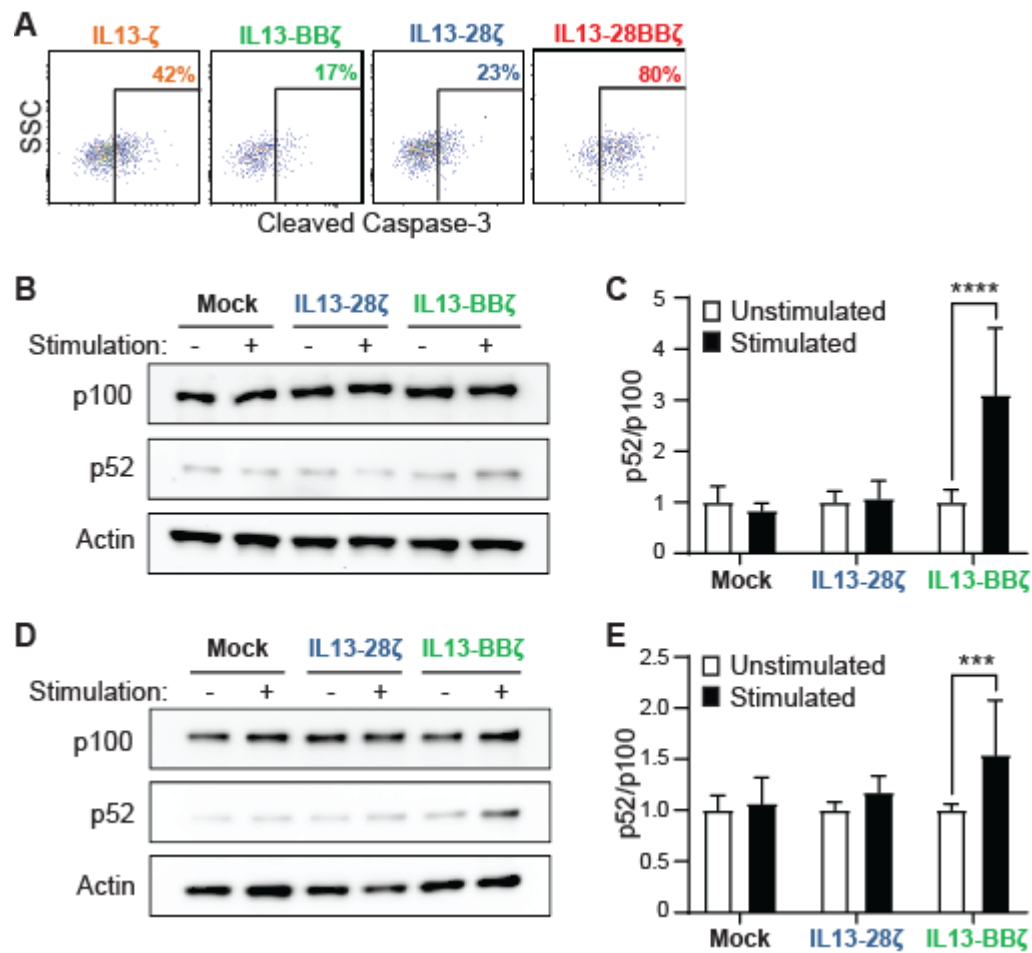 A
IL13-ζ IL13-BBζ IL13-28ζ IL13-28BBζ
42% 17% 23% 80%
SSC
Cleaved Caspase-3
B
Mock IL13-28ζ IL13-BBζ
Stimulation: - + - + - +
p100
p52
Actin
C
Unstimulated
Stimulated
****
p52/p100
5
4
3
2
1
0
Mock IL13-28ζ IL13-BBζ
D
Mock IL13-28ζ IL13-BBζ
Stimulation: - + - + - +
p100
p52
Actin
E
Unstimulated
Stimulated
***
p52/p100
2.5
2.0
1.5
1.0
0.5
0
Mock IL13-28ζ IL13-BBζ